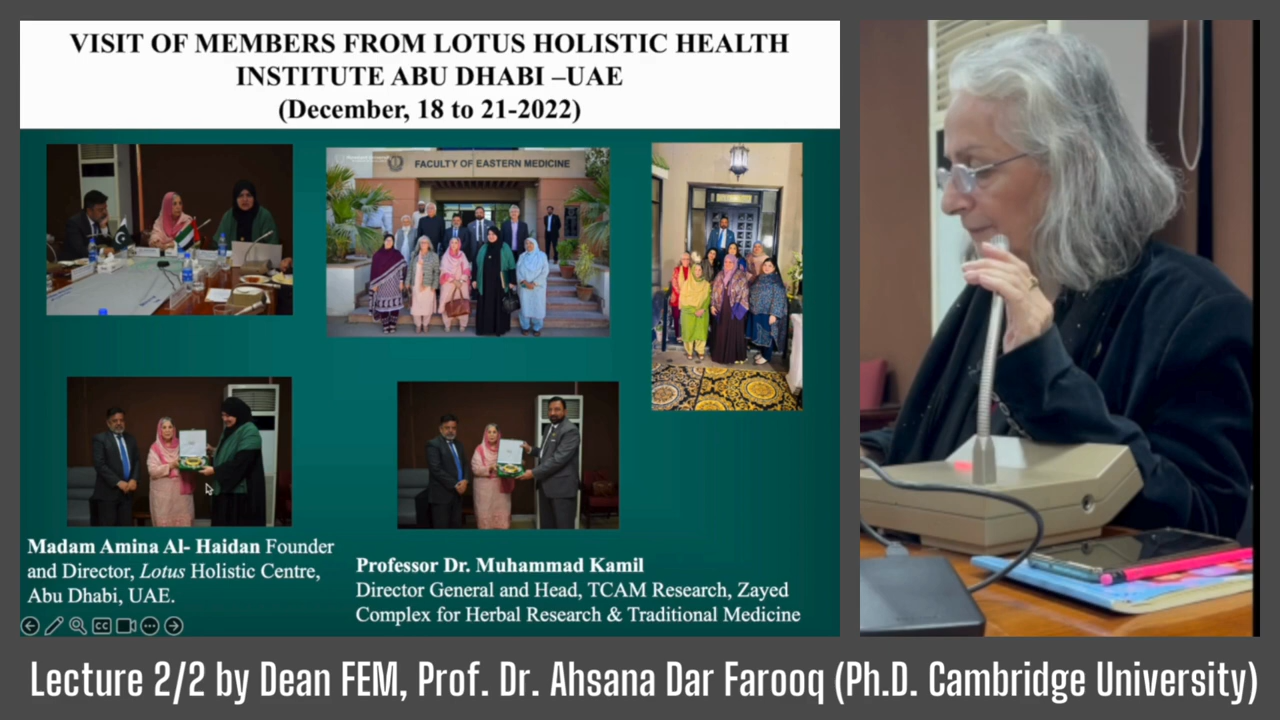 VISIT OF MEMBERS FROM LOTUS HOLISTIC HEALTH
INSTITUTE ABU DHABI –UAE
(December, 18 to 21-2022)
FACULTY OF EASTERN MEDICINE
Madam Amina Al- Haidan Founder
and Director, Lotus Holistic Centre,
Abu Dhabi, UAE.
Professor Dr. Muhammad Kamil
Director General and Head, TCAM Research, Zayed
Complex for Herbal Research & Traditional Medicine
CC
Lecture 2/2 by Dean FEM, Prof. Dr. Ahsana Dar Farooq (Ph.D. Cambridge University)